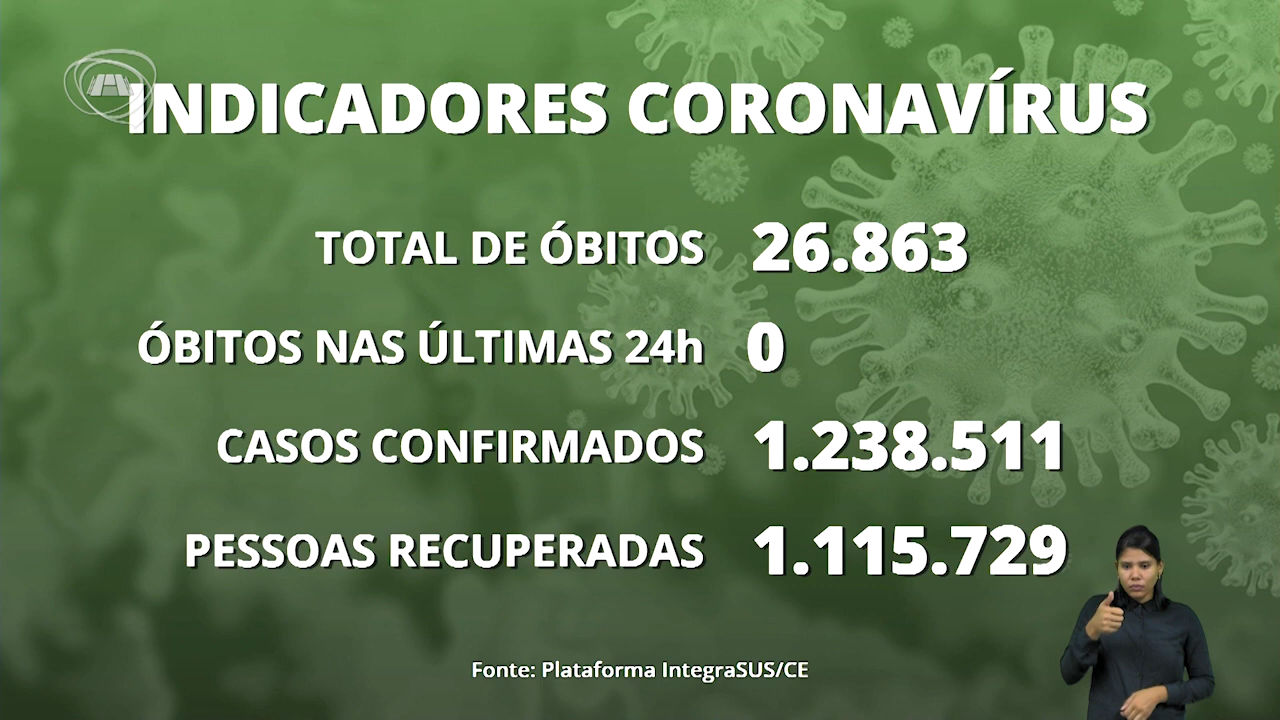 INDICADORES CORONAVÍRUS
TOTAL DE ÓBITOS 26.863
ÓBITOS NAS ÚLTIMAS 24h 0
CASOS CONFIRMADOS 1.238.511
PESSOAS RECUPERADAS 1.115.729
Fonte: Plataforma IntegraSUS/CE